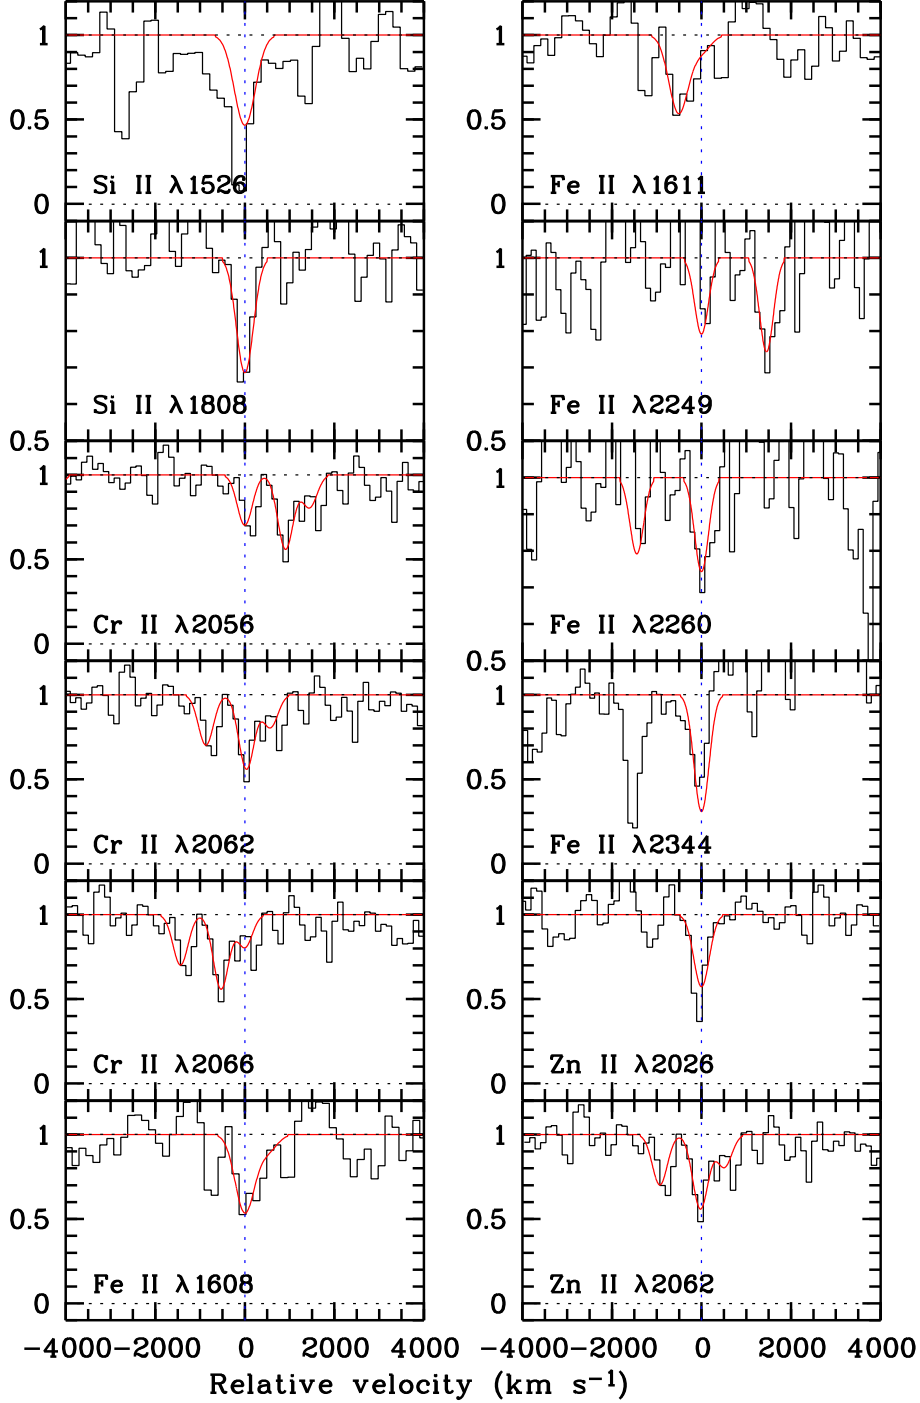 1
0.5
0
Si II λ1526
1
0.5
0
Fe II λ1611
1
Si II λ1808
1
Fe II λ2249
0.5
1
0.5
0
Cr II λ2056
0.5
1
Fe II λ2260
1
0.5
0
Cr II λ2062
0.5
1
0.5
0
Fe II λ2344
1
0.5
0
Cr II λ2066
1
0.5
0
Zn II λ2026
1
0.5
0
Fe II λ1608
1
0.5
0
Zn II λ2062
−4000 −2000 0 2000 4000 −4000 −2000 0 2000 4000
Relative velocity (km s⁻¹)